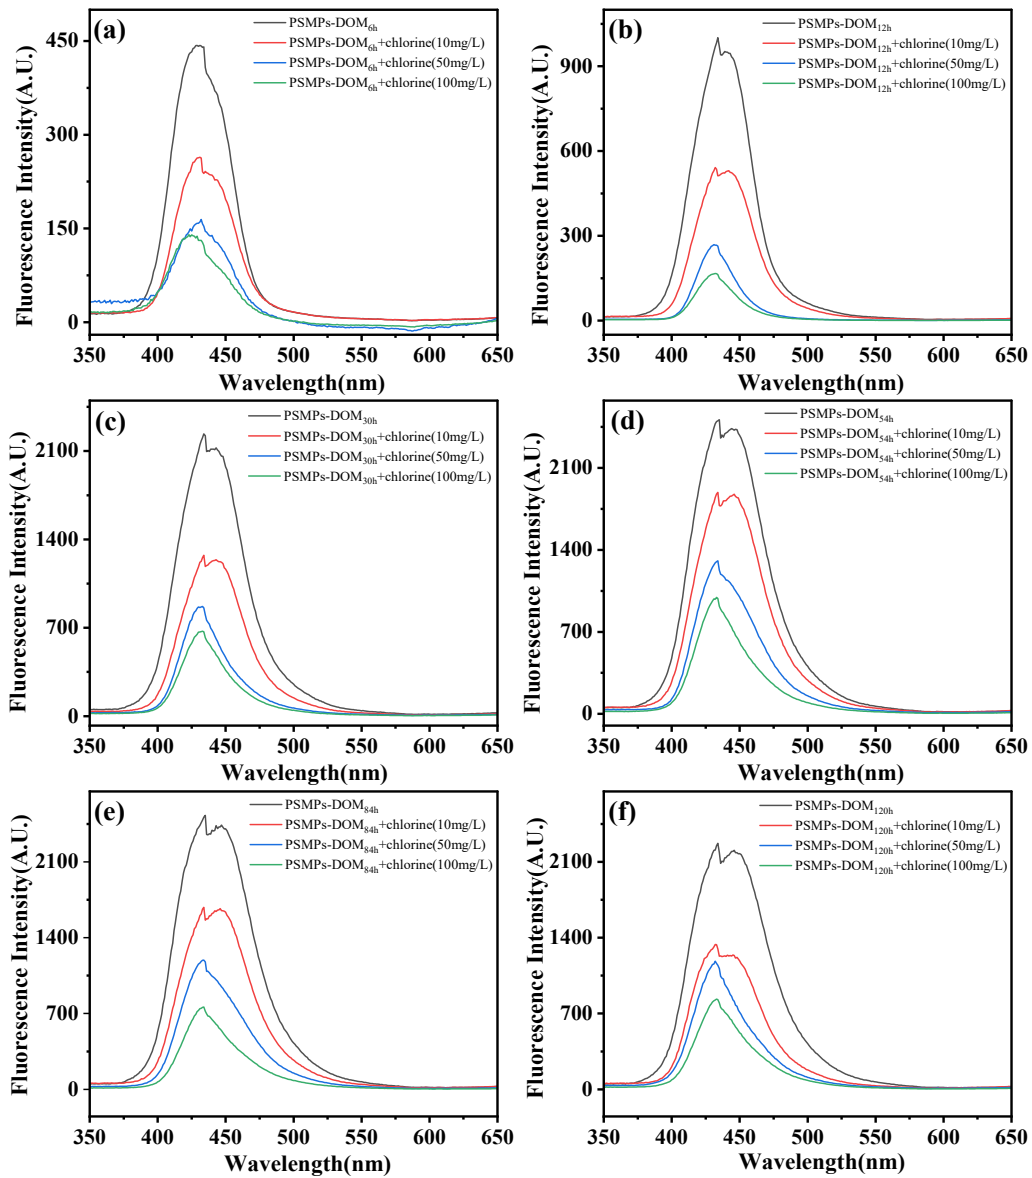 (a)
PSMPs-DOM6h
PSMPs-DOM6h+chlorine(10mg/L)
PSMPs-DOM6h+chlorine(50mg/L)
PSMPs-DOM6h+chlorine(100mg/L)
450
300
150
0
350 400 450 500 550 600 650
Wavelength(nm)
Fluorescence Intensity(A.U.)
(b)
PSMPs-DOM12h
PSMPs-DOM12h+chlorine(10mg/L)
PSMPs-DOM12h+chlorine(50mg/L)
PSMPs-DOM12h+chlorine(100mg/L)
900
600
300
0
350 400 450 500 550 600 650
Wavelength(nm)
Fluorescence Intensity(A.U.)
(c)
PSMPs-DOM30h
PSMPs-DOM30h+chlorine(10mg/L)
PSMPs-DOM30h+chlorine(50mg/L)
PSMPs-DOM30h+chlorine(100mg/L)
2100
1400
700
0
350 400 450 500 550 600 650
Wavelength(nm)
Fluorescence Intensity(A.U.)
(d)
PSMPs-DOM54h
PSMPs-DOM54h+chlorine(10mg/L)
PSMPs-DOM54h+chlorine(50mg/L)
PSMPs-DOM54h+chlorine(100mg/L)
2100
1400
700
0
350 400 450 500 550 600 650
Wavelength(nm)
Fluorescence Intensity(A.U.)
(e)
PSMPs-DOM84h
PSMPs-DOM84h+chlorine(10mg/L)
PSMPs-DOM84h+chlorine(50mg/L)
PSMPs-DOM84h+chlorine(100mg/L)
2100
1400
700
0
350 400 450 500 550 600 650
Wavelength(nm)
Fluorescence Intensity(A.U.)
(f)
PSMPs-DOM120h
PSMPs-DOM120h+chlorine(10mg/L)
PSMPs-DOM120h+chlorine(50mg/L)
PSMPs-DOM120h+chlorine(100mg/L)
2100
1400
700
0
350 400 450 500 550 600 650
Wavelength(nm)
Fluorescence Intensity(A.U.)